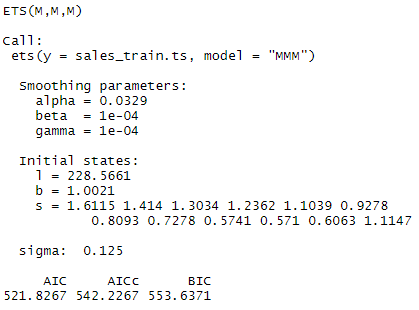 ETS(M,M,M)
Call:
ets(y = sales_train.ts, model = "MMM")
Smoothing parameters:
alpha = 0.0329
beta = 1e-04
gamma = 1e-04
Initial states:
l = 228.5661
b = 1.0021
s = 1.6115 1.414 1.3034 1.2362 1.1039 0.9278
0.8093 0.7278 0.5741 0.571 0.6063 1.1147
sigma: 0.125
AIC AICc BIC
521.8267 542.2267 553.6371